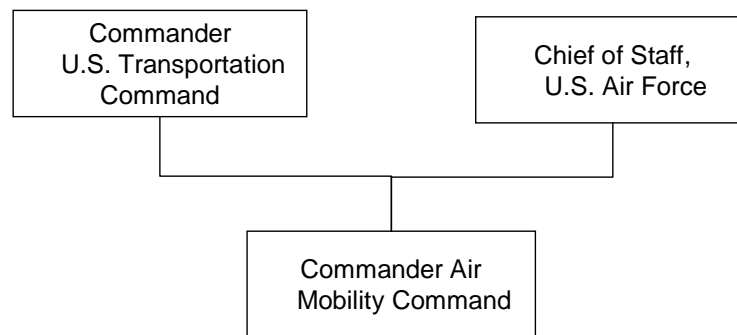 Commander
U.S. Transportation
Command
Chief of Staff,
U.S. Air Force
Commander Air
Mobility Command